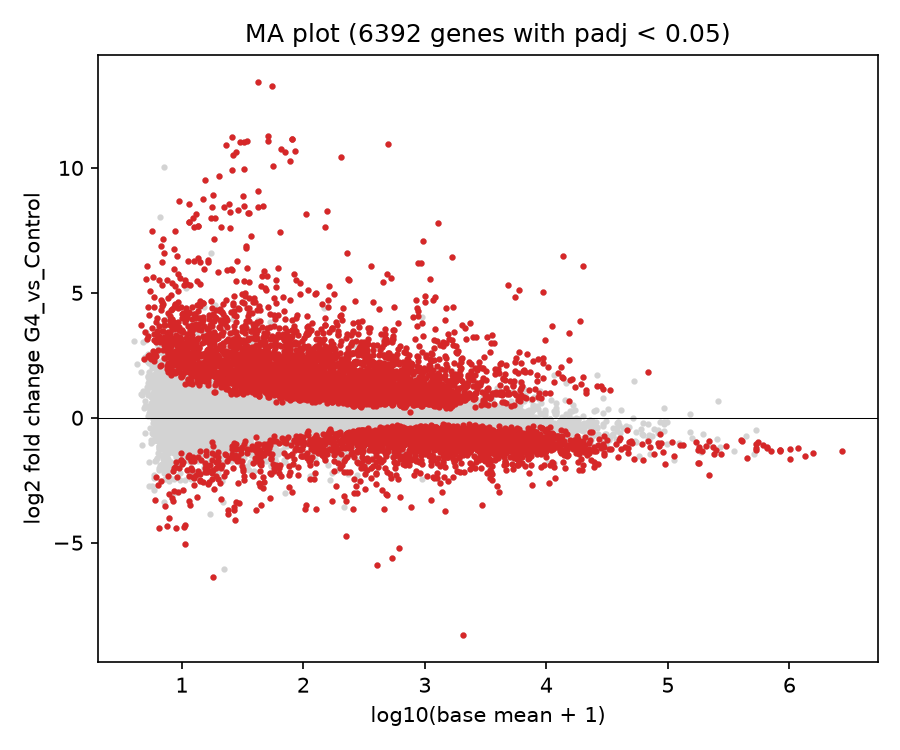 MA plot (6392 genes with padj < 0.05)
log2 fold change G4_vs_Control
10
5
0
−5
1 2 3 4 5 6
log10(base mean + 1)